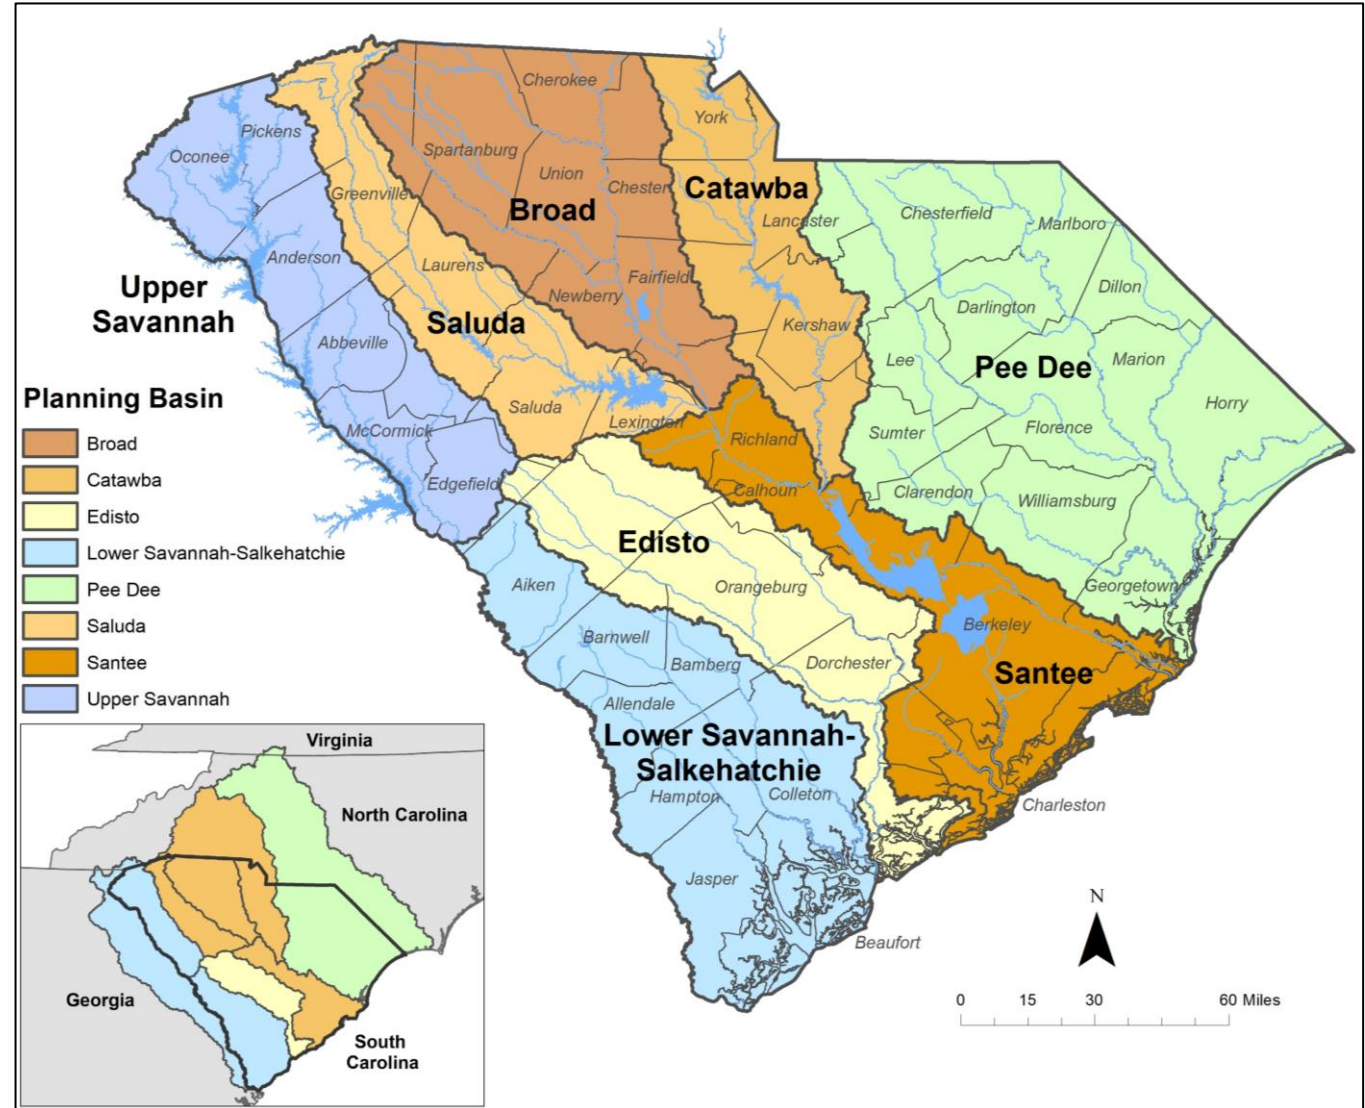 Cherokee
York
Pickens
Oconee
Spartanburg
Union
Chester
Catawba
Greenville
Broad
Lancaster
Chesterfield
Marlboro
Anderson
Laurens
Fairfield
Newberry
Upper
Savannah
Saluda
Kershaw
Darlington
Dillon
Abbeville
Lee
Pee Dee
Marion
Planning Basin
Saluda
Lexington
McCormick
Richland
Sumter
Florence
Horry
Edgefield
Calhoun
Clarendon
Williamsburg
Broad
Catawba
Edisto
Lower Savannah-Salkehatchie
Pee Dee
Saluda
Santee
Upper Savannah
Edisto
Aiken
Orangeburg
Georgetown
Barnwell
Bamberg
Dorchester
Berkeley
Santee
Allendale
Lower Savannah-
Salkehatchie
Hampton
Colleton
Charleston
Jasper
Beaufort
Virginia
North Carolina
Georgia
South
Carolina
N
0 15 30 60 Miles